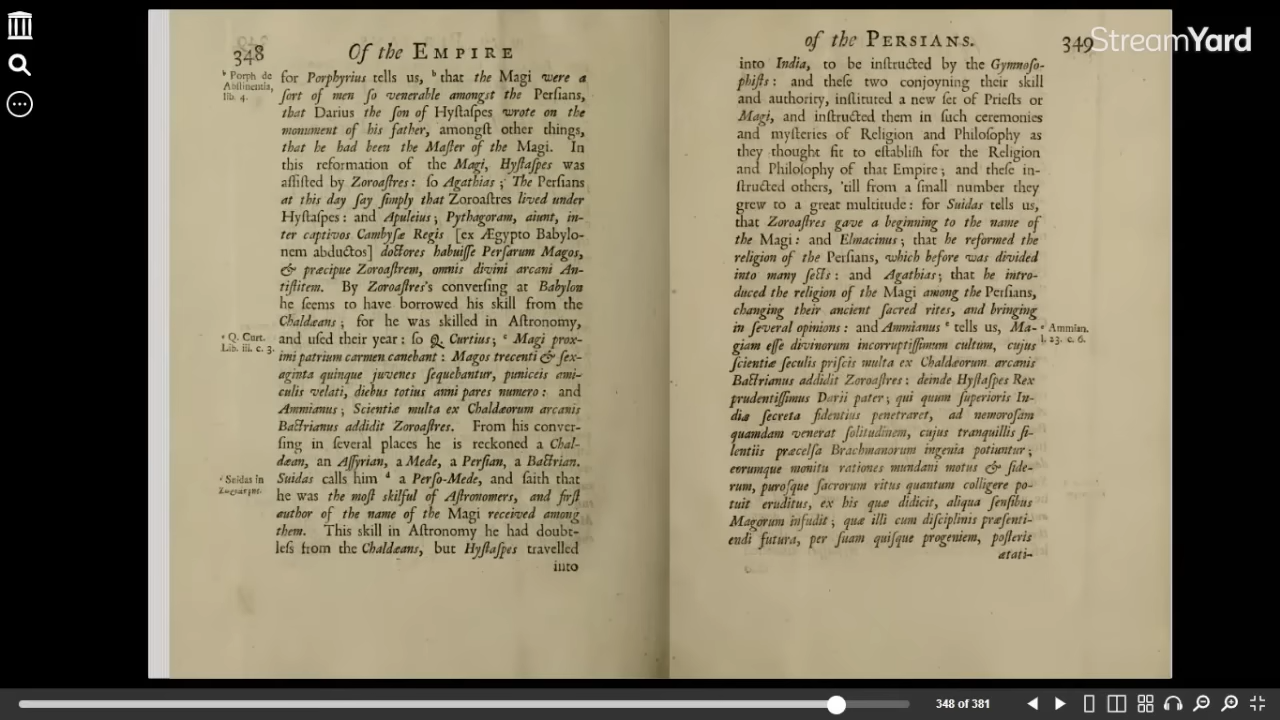 StreamYard
348 Of the EMPIRE
ᵇ Porph de
Abstinentia,
lib. 4.
for Porphyrius tells us, ᵇ that the Magi were a
sort of men so venerable amongst the Persians,
that Darius the son of Hystaspes wrote on the
monument of his father, amongst other things,
that he had been the Master of the Magi. In
this reformation of the Magi, Hystaspes was
assisted by Zoroastres: so Agathias; The Persians
at this day say simply that Zoroastres lived under
Hystaspes: and Apuleius; Pythagoram, aiunt, in-
ter captivos Cambysæ Regis [ex Ægypto Babylo-
nem abductos] doctores habuisse Persarum Magos,
& præcipue Zoroastrem, omnis divini arcani An-
tistitem. By Zoroastres's conversing at Babylon
he seems to have borrowed his skill from the
Chaldæans; for he was skilled in Astronomy,
ᶜ Q. Curt.
Lib. iii. c. 3.
and used their year: so Q. Curtius; ᶜ Magi prox-
imi patrium carmen canebant: Magos trecenti & sex-
aginta quinque juvenes sequebantur, puniceis ami-
culis velati, diebus totius anni pares numero: and
Ammianus; Scientiæ multa ex Chaldæorum arcanis
Bactrianus addidit Zoroastres. From his conver-
sing in several places he is reckoned a Chal-
dæan, an Assyrian, a Mede, a Persian, a Bactrian.
ᵈ Suidas in
Ζωροάστρης.
Suidas calls him ᵈ a Perso-Mede, and saith that
he was the most skilful of Astronomers, and first
author of the name of the Magi received among
them. This skill in Astronomy he had doubt-
less from the Chaldæans, but Hystaspes travelled
into
of the PERSIANS. 349
into India, to be instructed by the Gymnoso-
phists: and these two conjoyning their skill
and authority, instituted a new set of Priests or
Magi, and instructed them in such ceremonies
and mysteries of Religion and Philosophy as
they thought fit to establish for the Religion
and Philosophy of that Empire; and these in-
structed others, 'till from a small number they
grew to a great multitude: for Suidas tells us,
that Zoroastres gave a beginning to the name of
the Magi: and Elmacinus; that he reformed the
religion of the Persians, which before was divided
into many sects: and Agathias; that he intro-
duced the religion of the Magi among the Persians,
changing their ancient sacred rites, and bringing
in several opinions: and Ammianus ᵉ tells us, Ma-
ᵉ Ammian.
l. 23. c. 6.
giam esse divinorum incorruptissimum cultum, cujus
scientiæ seculis priscis multa ex Chaldæorum arcanis
Bactrianus addidit Zoroastres: deinde Hystaspes Rex
prudentissimus Darii pater; qui quum superioris In-
diæ secreta fidentius penetraret, ad nemorosam
quamdam venerat solitudinem, cujus tranquillis si-
lentiis præcelsa Brachmanorum ingenia potiuntur;
eorumque monitu rationes mundani motus & side-
rum, purosque sacrorum ritus quantum colligere po-
tuit eruditus, ex his quæ didicit, aliqua sensibus
Magorum infudit; quæ illi cum disciplinis præsenti-
endi futura, per suam quisque progeniem, posteris
ætati-
348 of 381